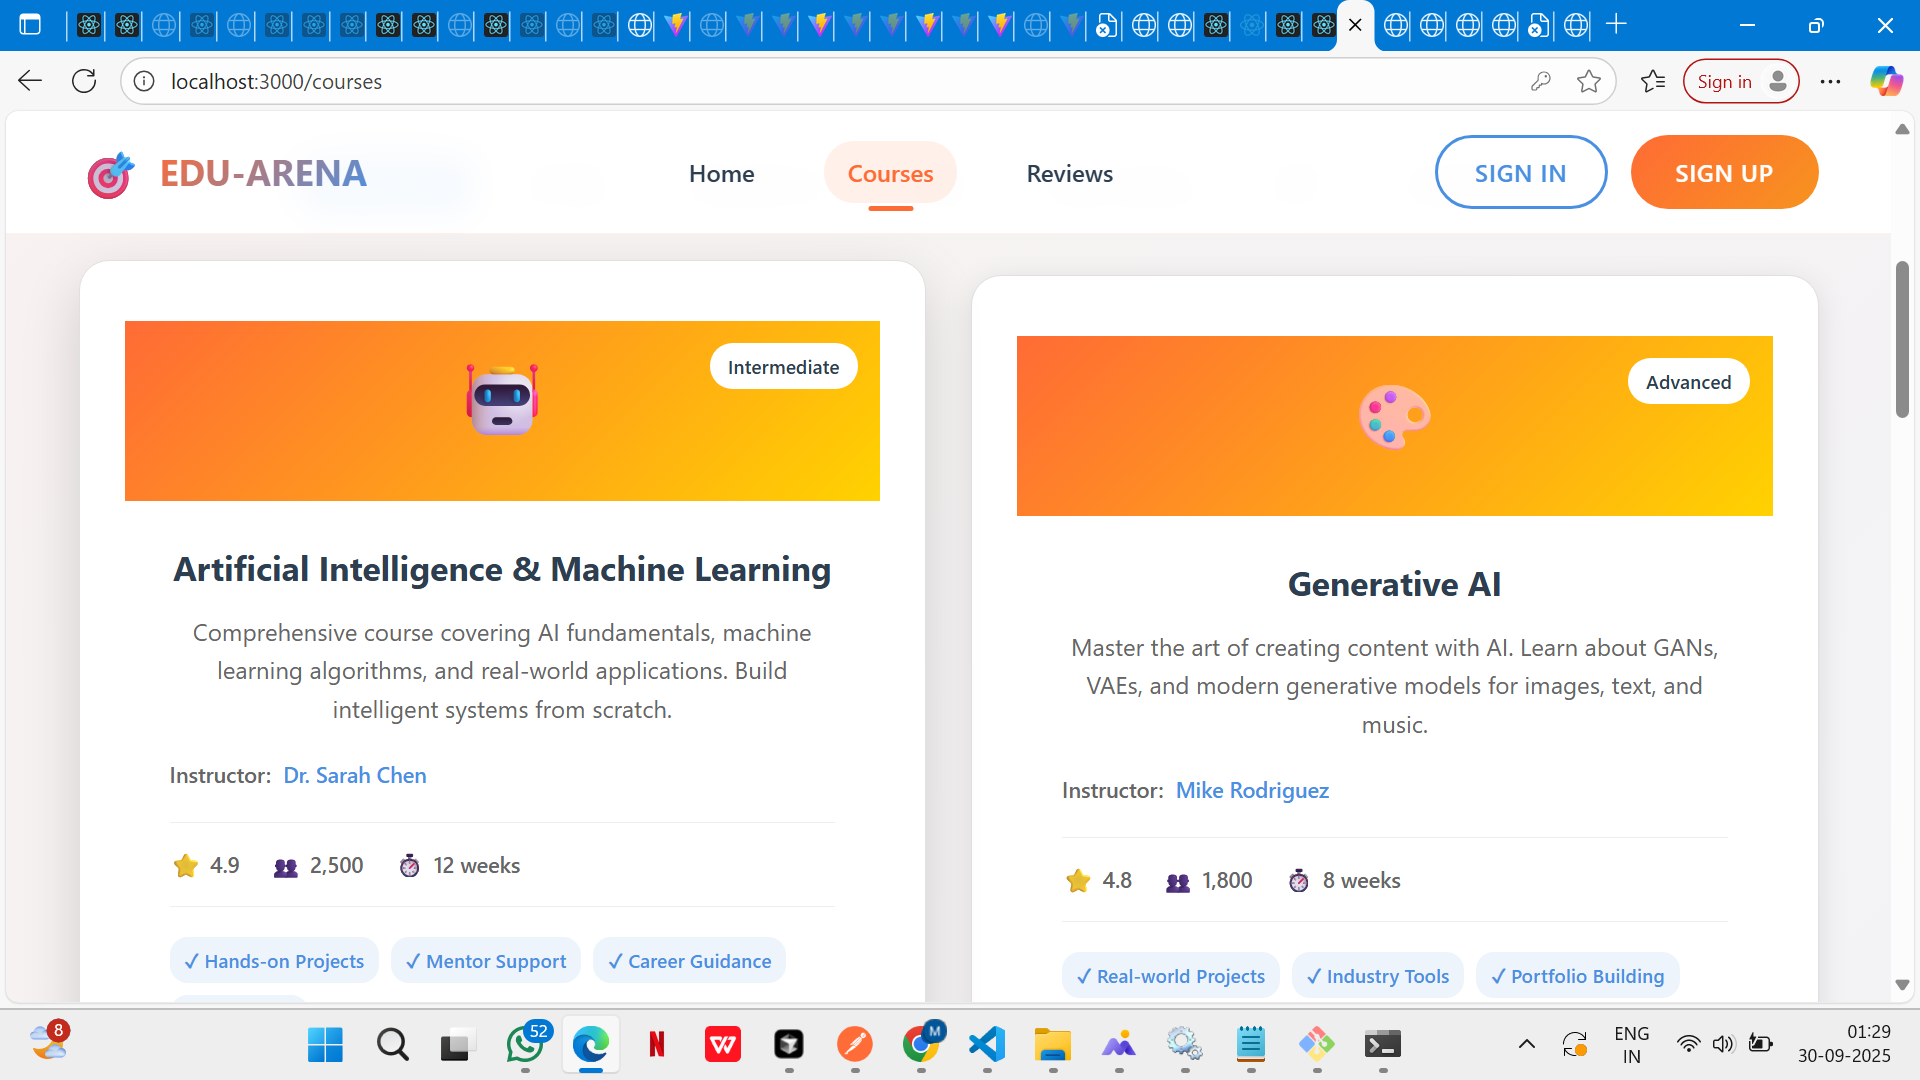 localhost:3000/courses
Sign in
EDU-ARENA
Home
Courses
Reviews
SIGN IN
SIGN UP
Intermediate
Artificial Intelligence & Machine Learning
Comprehensive course covering AI fundamentals, machine
learning algorithms, and real-world applications. Build
intelligent systems from scratch.
Instructor: Dr. Sarah Chen
4.9 2,500 12 weeks
✓ Hands-on Projects ✓ Mentor Support ✓ Career Guidance
Advanced
Generative AI
Master the art of creating content with AI. Learn about GANs,
VAEs, and modern generative models for images, text, and
music.
Instructor: Mike Rodriguez
4.8 1,800 8 weeks
✓ Real-world Projects ✓ Industry Tools ✓ Portfolio Building
8
52
N
W
M
ENG
IN
01:29
30-09-2025